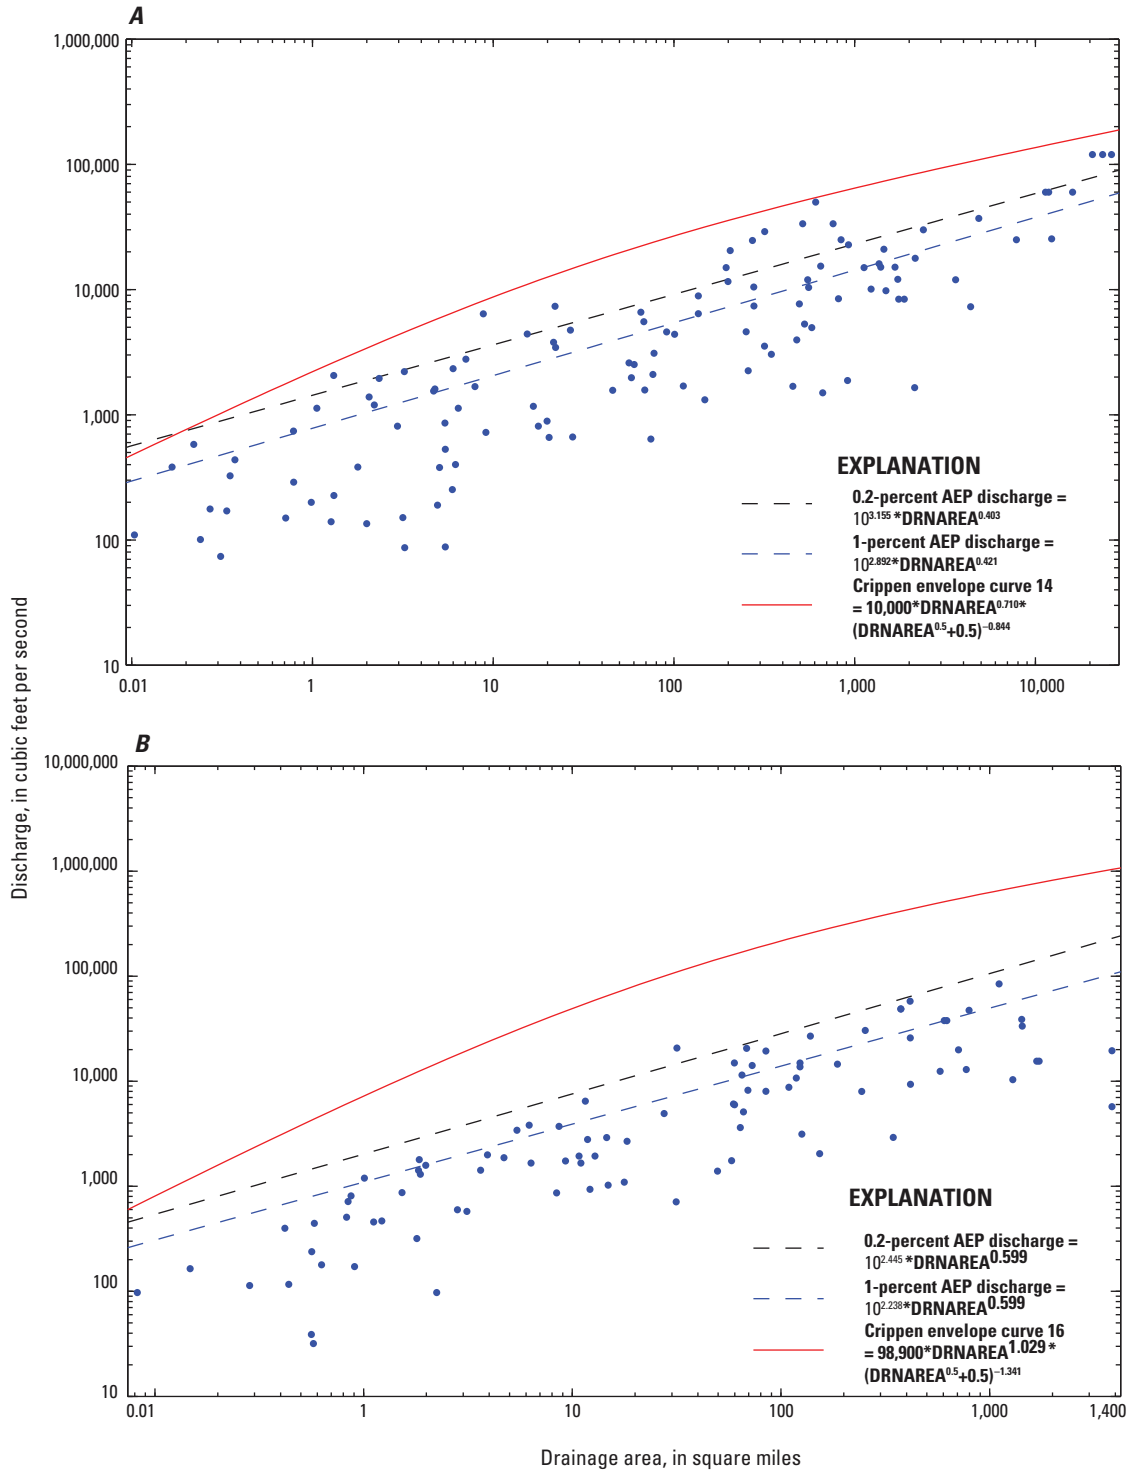 A
1,000,000
100,000
10,000
1,000
100
10
0.01
1
10
100
1,000
10,000
EXPLANATION
0.2-percent AEP discharge =
10^3.155 *DRNAREA^0.403
1-percent AEP discharge =
10^2.892*DRNAREA^0.421
Crippen envelope curve 14
= 10,000*DRNAREA^0.710*
(DRNAREA^0.5+0.5)^−0.844
Discharge, in cubic feet per second
B
10,000,000
1,000,000
100,000
10,000
1,000
100
10
0.01
1
10
100
1,000
1,400
EXPLANATION
0.2-percent AEP discharge =
10^2.445 *DRNAREA^0.599
1-percent AEP discharge =
10^2.238*DRNAREA^0.599
Crippen envelope curve 16
= 98,900*DRNAREA^1.029 *
(DRNAREA^0.5+0.5)^−1.341
Drainage area, in square miles